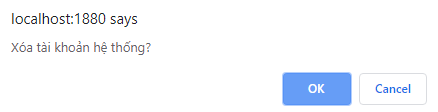 localhost:1880 says
Xóa tài khoản hệ thống?
OK
Cancel